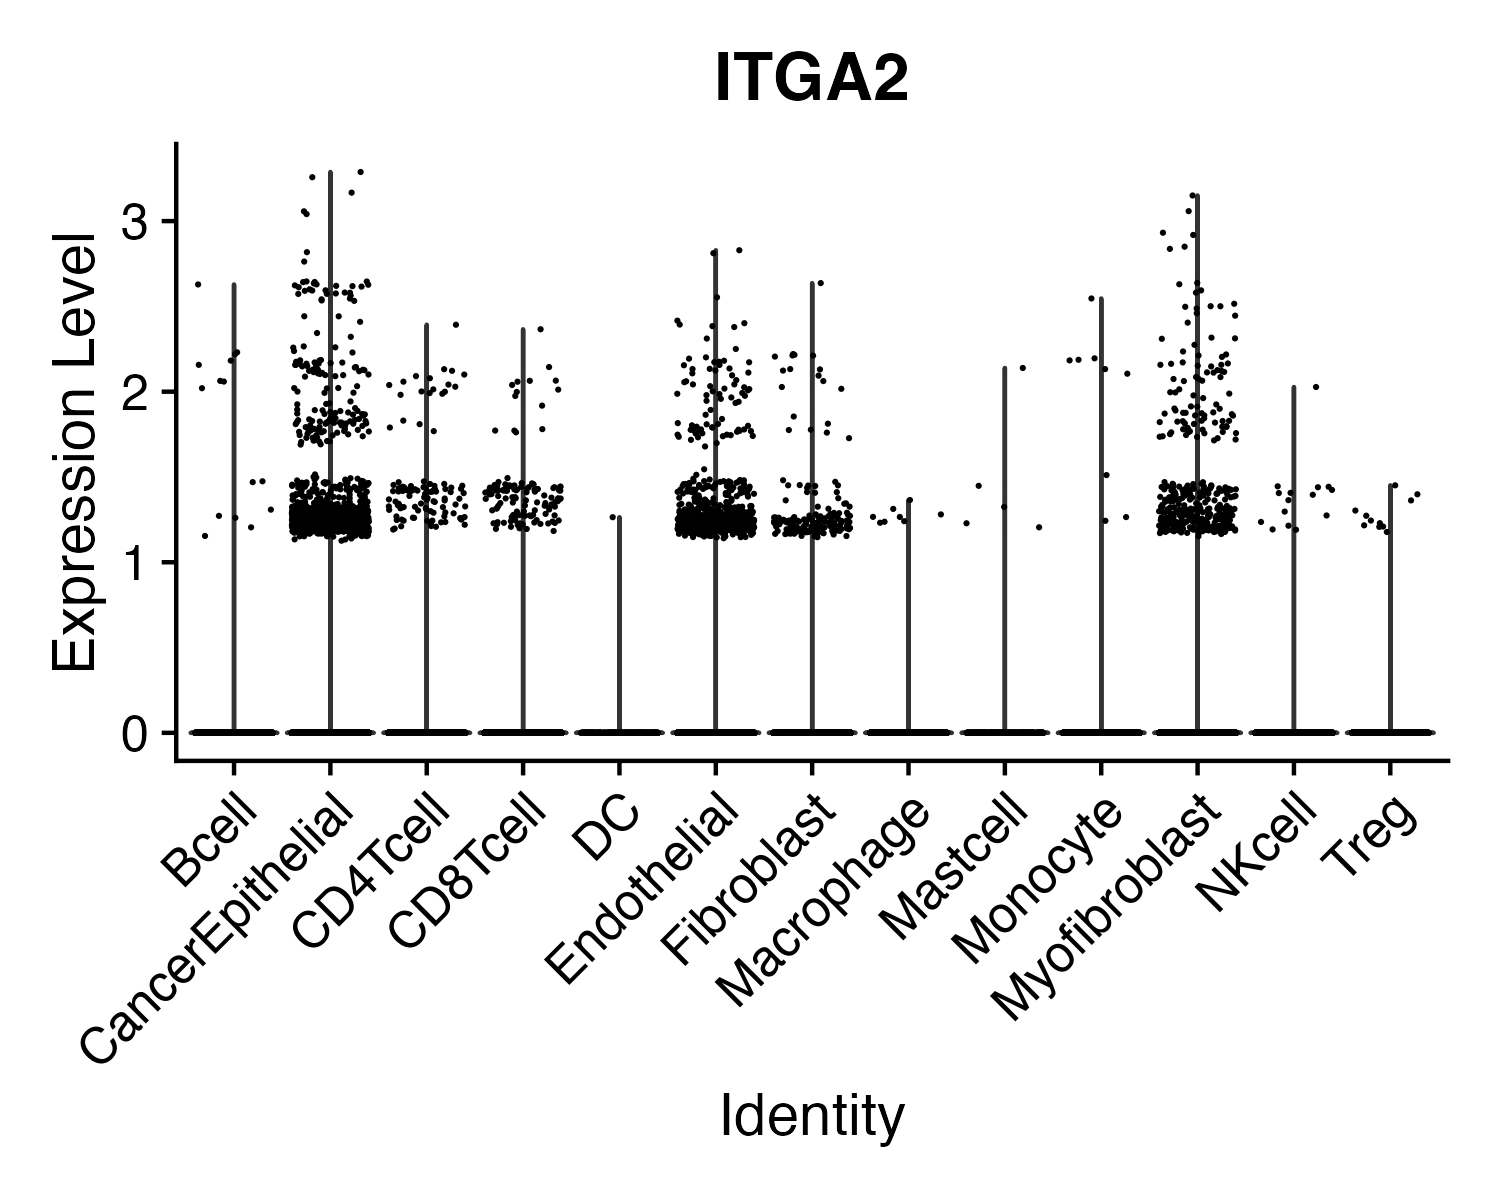 ITGA2
Expression Level
3
2
1
0
Bcell
CancerEpithelial
CD4Tcell
CD8Tcell
DC
Endothelial
Fibroblast
Macrophage
Mastcell
Monocyte
Myofibroblast
NKcell
Treg
Identity